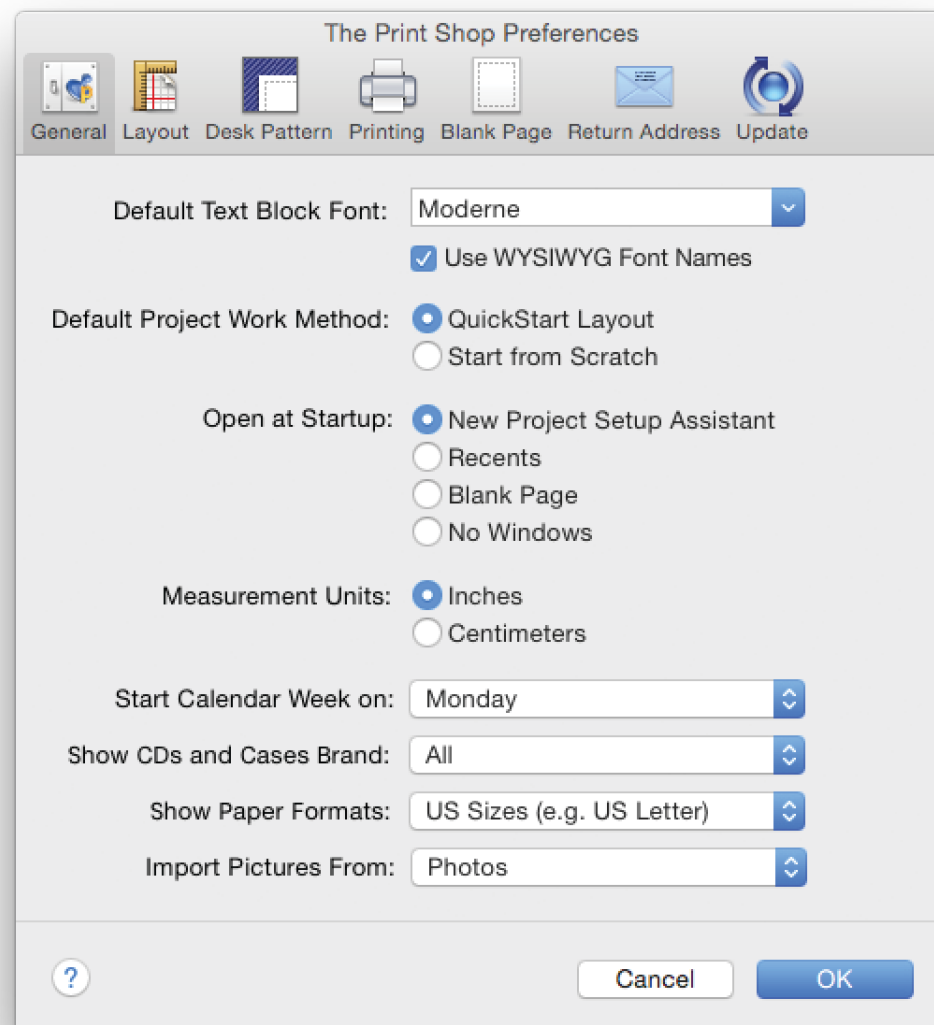 The Print Shop Preferences
General Layout Desk Pattern Printing Blank Page Return Address Update
Default Text Block Font: Moderne
Use WYSIWYG Font Names
Default Project Work Method: QuickStart Layout
Start from Scratch
Open at Startup: New Project Setup Assistant
Recents
Blank Page
No Windows
Measurement Units: Inches
Centimeters
Start Calendar Week on: Monday
Show CDs and Cases Brand: All
Show Paper Formats: US Sizes (e.g. US Letter)
Import Pictures From: Photos
? Cancel OK